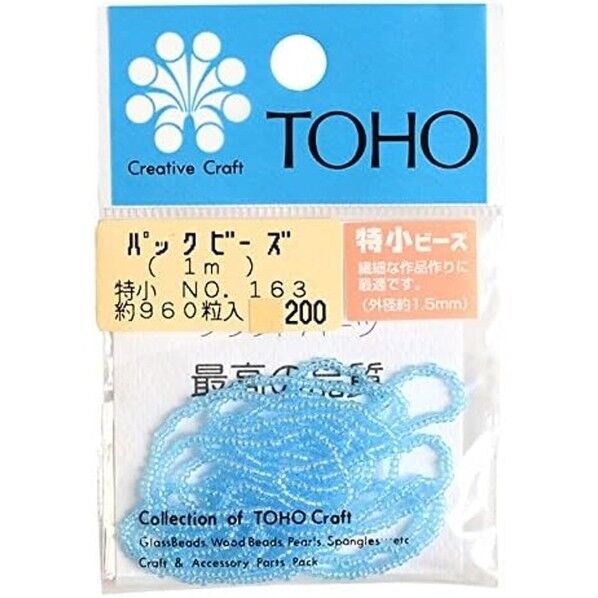 Creative Craft
TOHO
パックビーズ
(1m)
特小 NO. 163
約960粒入 200
特小ビーズ
繊細な作品作りに
最適です。
(外径約1.5mm)
最高の品質
Collection of TOHO Craft
GlassBeads, Wood Beads, Pearls, Spangles, etc
Craft & Accessory Parts Pack